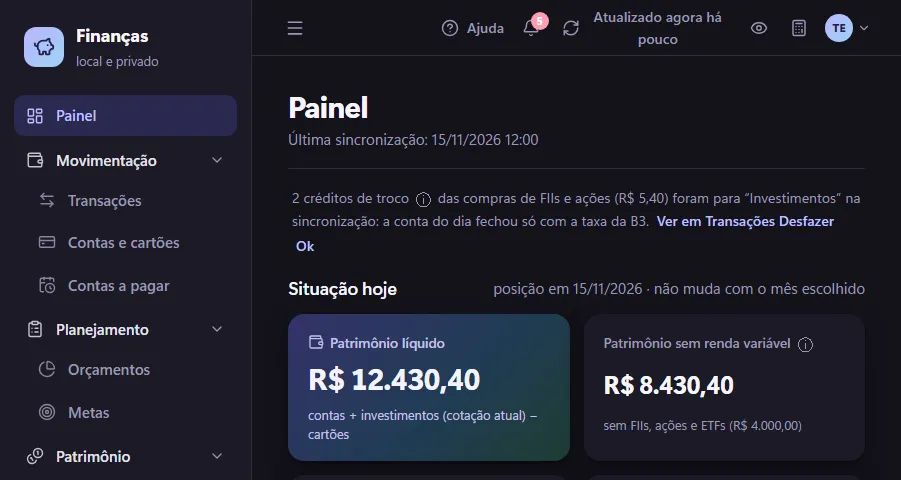 Finanças
local e privado
Painel
Movimentação
Transações
Contas e cartões
Contas a pagar
Planejamento
Orçamentos
Metas
Patrimônio
Ajuda
5
Atualizado agora há
pouco
TE
Painel
Última sincronização: 15/11/2026 12:00
2 créditos de troco ⓘ das compras de FIIs e ações (R$ 5,40) foram para “Investimentos” na
sincronização: a conta do dia fechou só com a taxa da B3. Ver em Transações Desfazer
Ok
Situação hoje
posição em 15/11/2026 · não muda com o mês escolhido
Patrimônio líquido
R$ 12.430,40
contas + investimentos (cotação atual) −
cartões
Patrimônio sem renda variável ⓘ
R$ 8.430,40
sem FIIs, ações e ETFs (R$ 4.000,00)